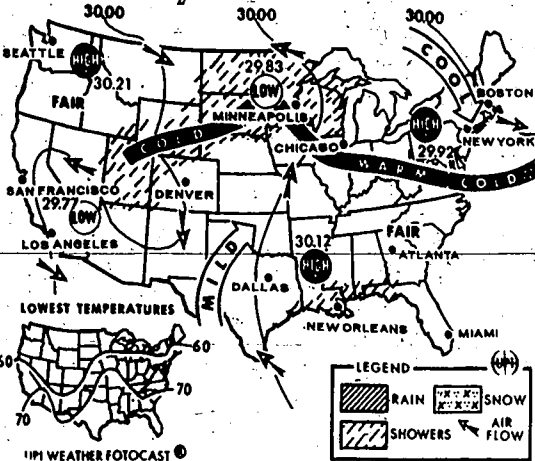 30.00
30.00
30.00
SEATTLE
HIGH
30.21
FAIR
29.83
LOW
MINNEAPOLIS
COOL
BOSTON
HIGH
NEW YORK
29.92
COLD
CHICAGO
WARM COLD
SAN FRANCISCO
29.77
LOW
DENVER
LOS ANGELES
MILD
30.12
HIGH
FAIR
ATLANTA
DALLAS
NEW ORLEANS
MIAMI
LOWEST TEMPERATURES
60
60
70
70
LEGEND
UPI
RAIN
SNOW
SHOWERS
AIR
FLOW
UPI WEATHER FOTOCAST ®